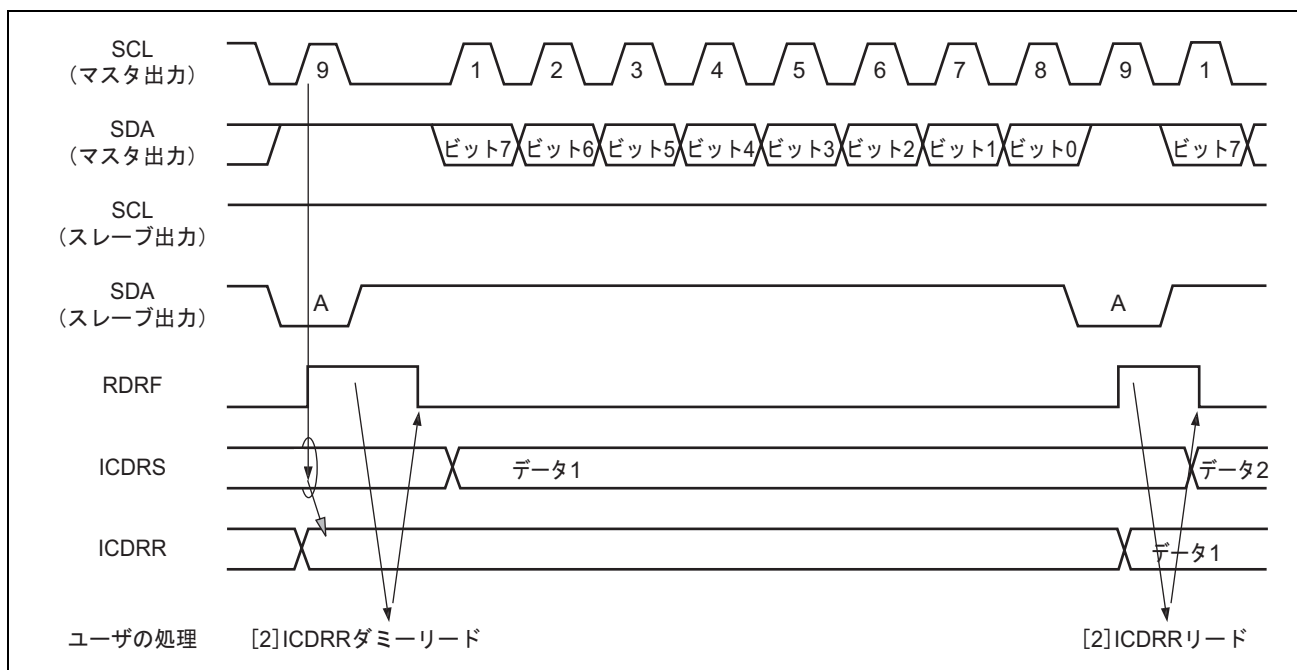 SCL
(マスタ出力)
9 1 2 3 4 5 6 7 8 9 1
SDA
(マスタ出力)
ビット7 ビット6 ビット5 ビット4 ビット3 ビット2 ビット1 ビット0 ビット7
SCL
(スレーブ出力)
SDA
(スレーブ出力)
A A
RDRF
ICDRS
データ1 データ2
ICDRR
データ1
ユーザの処理 [2]ICDRRダミーリード [2]ICDRRリード